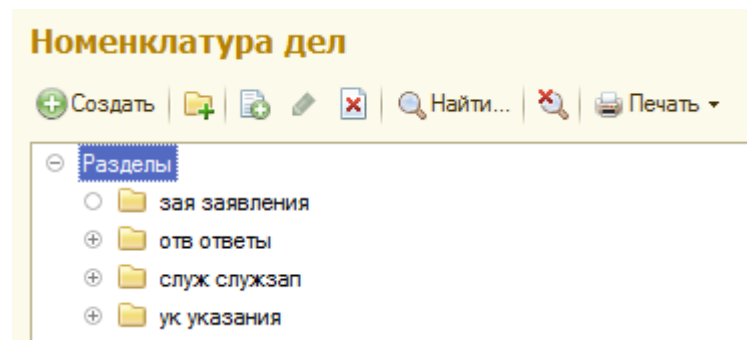 Номенклатура дел
Создать Найти... Печать
Разделы
зая заявления
отв ответы
служ служзап
ук указания